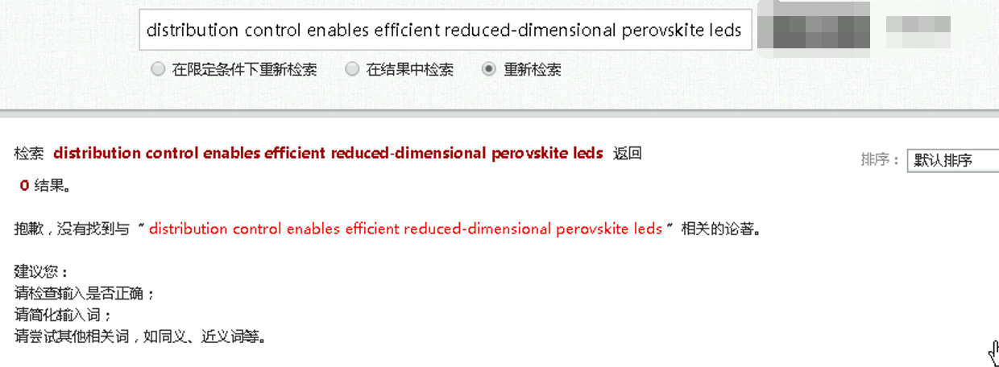 distribution control enables efficient reduced-dimensional perovskite leds
在限定条件下重新检索 在结果中检索 重新检索
检索 distribution control enables efficient reduced-dimensional perovskite leds 返回
排序： 默认排序
0 结果。
抱歉，没有找到与 " distribution control enables efficient reduced-dimensional perovskite leds " 相关的论著。
建议您：
请检查输入是否正确；
请简化输入词；
请尝试其他相关词，如同义、近义词等。